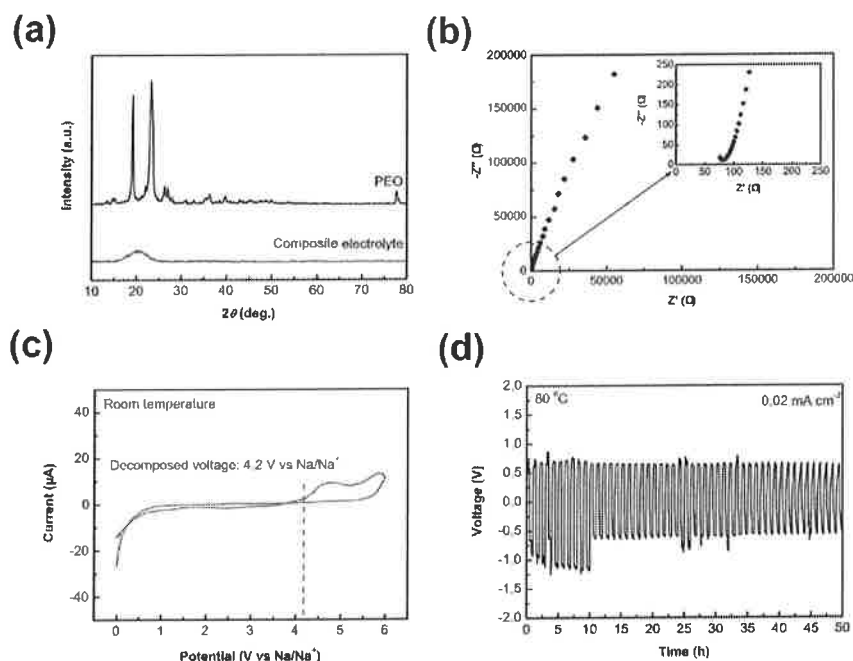 (a)
Intensity (a.u.)
PEO
Composite electrolyte
10 20 30 40 50 60 70 80
2θ (deg.)
(b)
-Z'' (Ω)
200000
150000
100000
50000
0
0 50000 100000 150000 200000
Z' (Ω)
-Z'' (Ω)
250
200
150
100
50
0
0 50 100 150 200 250
Z' (Ω)
(c)
Current (µA)
40
20
0
-20
-40
Room temperature
Decomposed voltage: 4.2 V vs Na/Na+
0 1 2 3 4 5 6
Potential (V vs Na/Na+)
(d)
Voltage (V)
2.0
1.5
1.0
0.5
0.0
-0.5
-1.0
-1.5
-2.0
0,02 mA cm-2
0 5 10 15 20 25 30 35 40 45 50
Time (h)